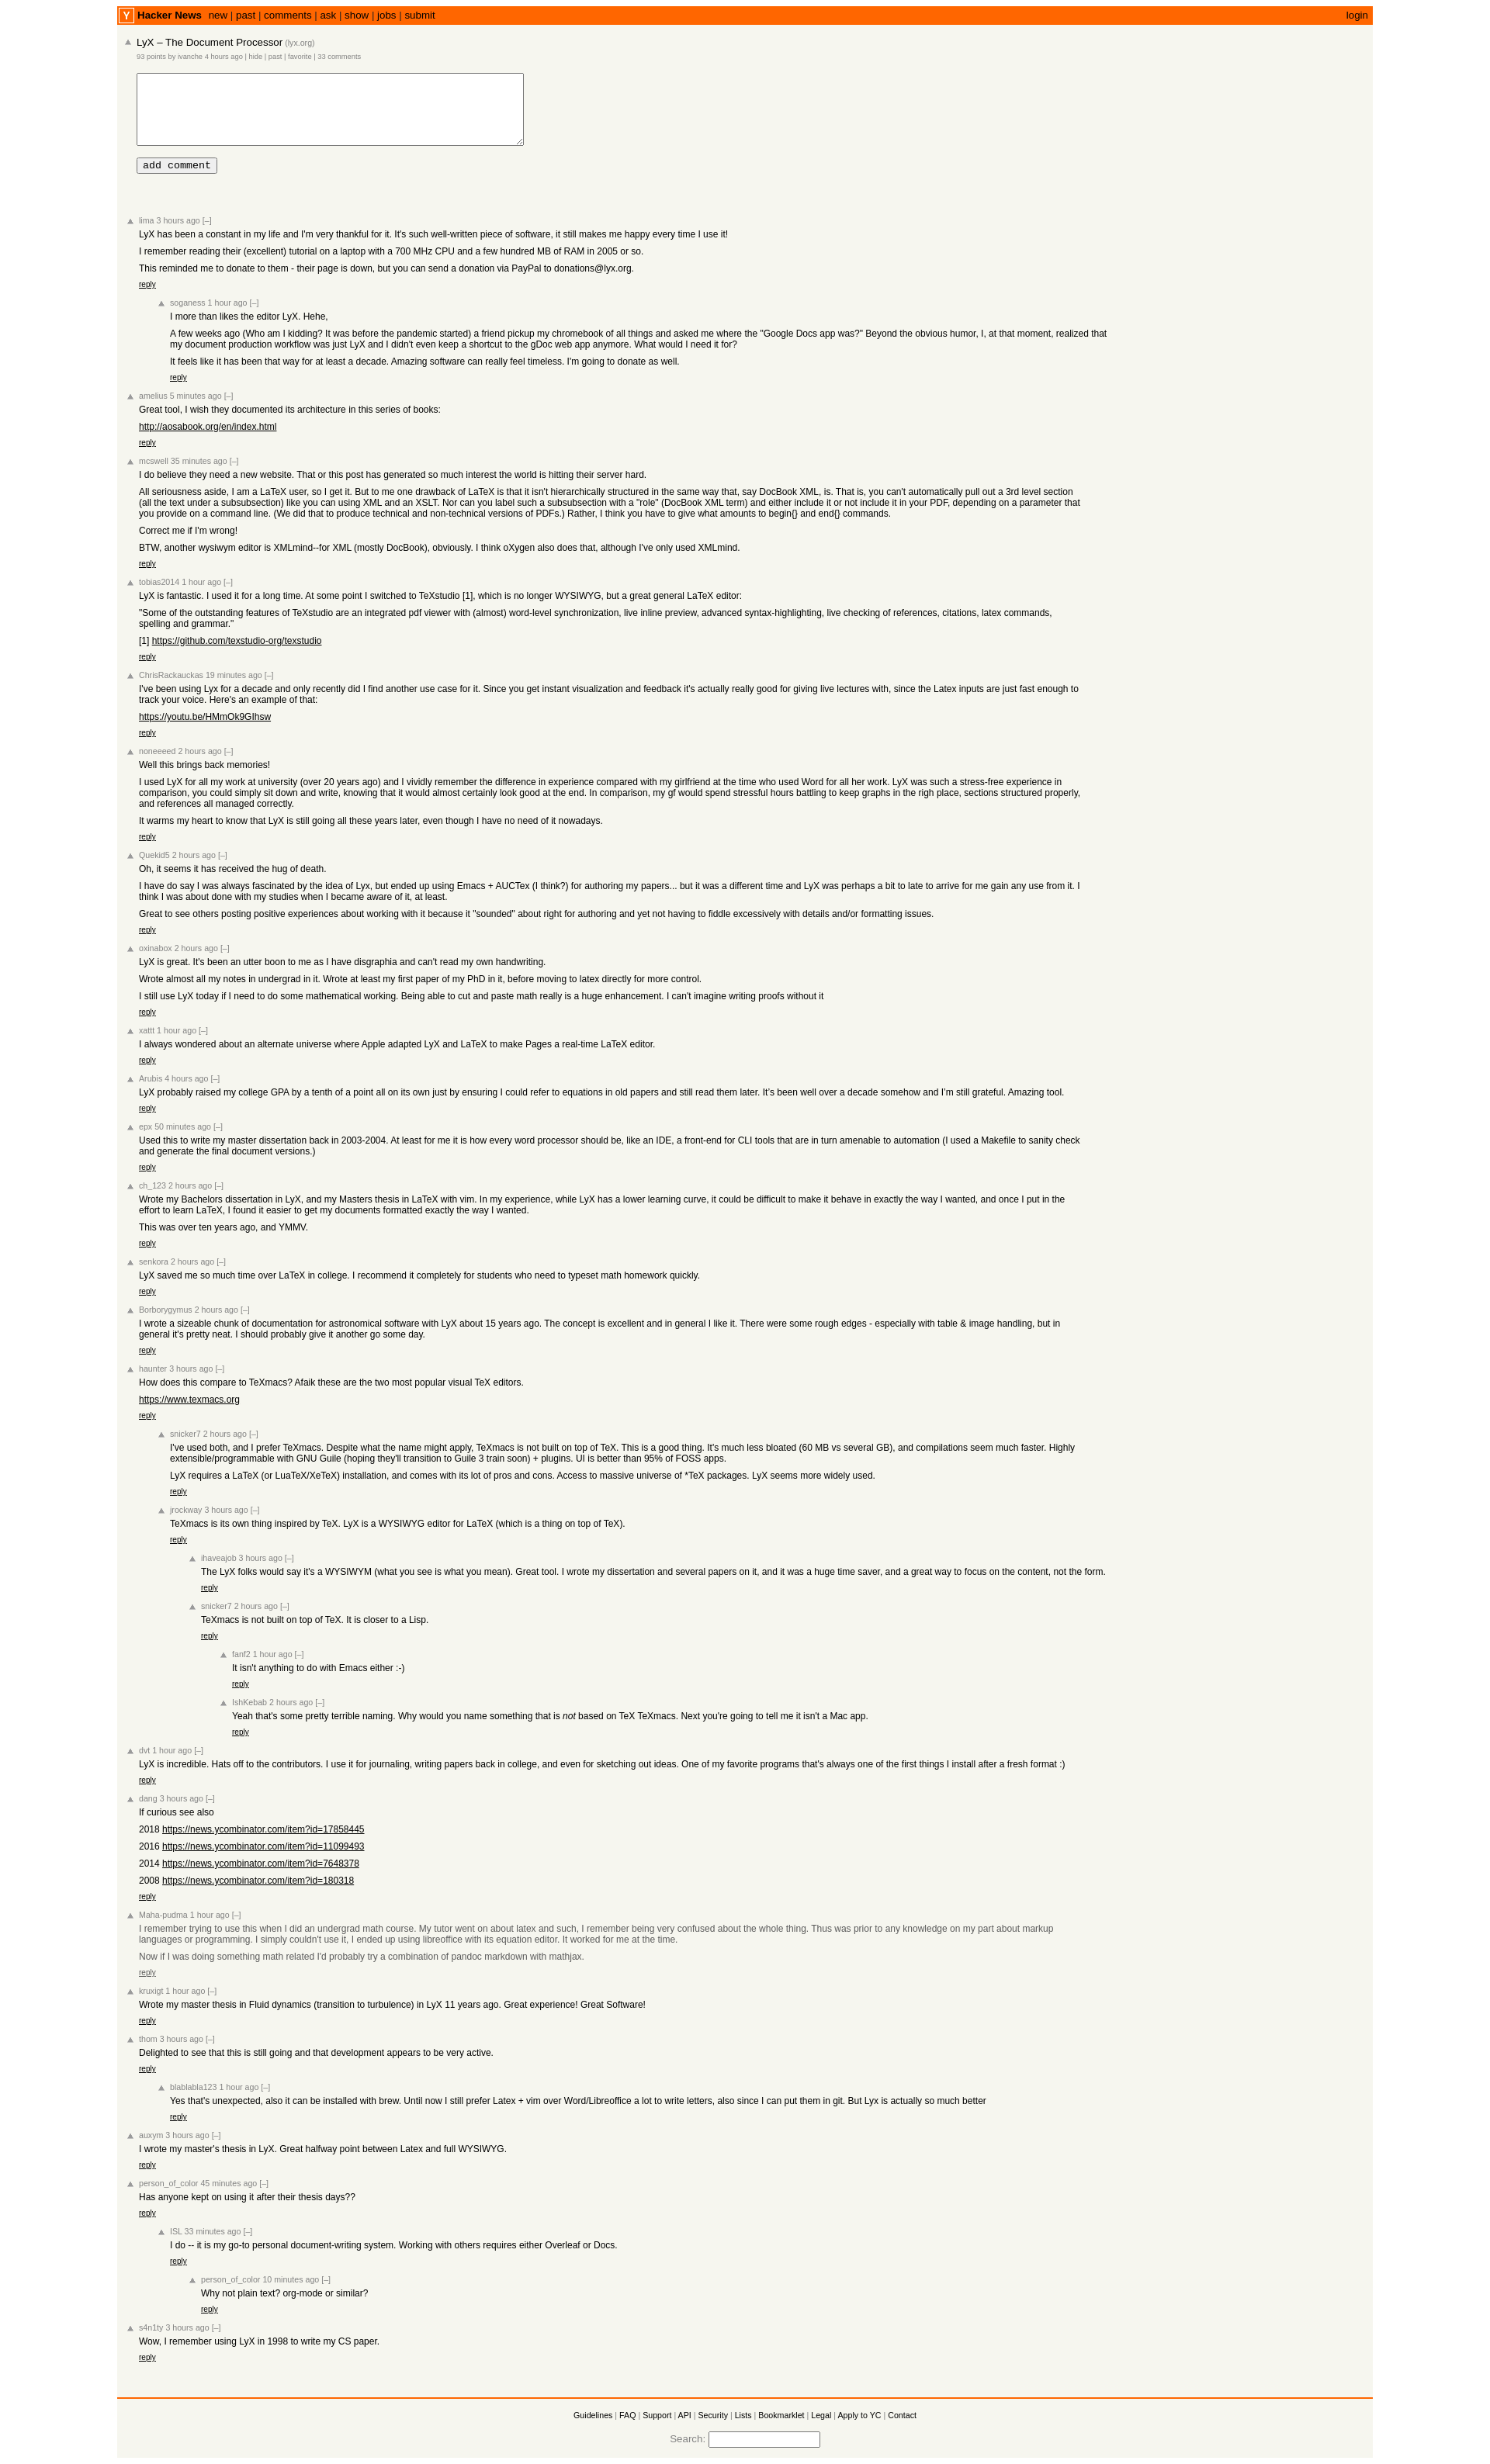 Y Hacker News new | past | comments | ask | show | jobs | submit login
LyX – The Document Processor (lyx.org)
93 points by ivanche 4 hours ago | hide | past | favorite | 33 comments
add comment
lima 3 hours ago [–]
LyX has been a constant in my life and I'm very thankful for it. It's such well-written piece of software, it still makes me happy every time I use it!
I remember reading their (excellent) tutorial on a laptop with a 700 MHz CPU and a few hundred MB of RAM in 2005 or so.
This reminded me to donate to them - their page is down, but you can send a donation via PayPal to donations@lyx.org.
reply
soganess 1 hour ago [–]
I more than likes the editor LyX. Hehe,
A few weeks ago (Who am I kidding? It was before the pandemic started) a friend pickup my chromebook of all things and asked me where the "Google Docs app was?" Beyond the obvious humor, I, at that moment, realized that
my document production workflow was just LyX and I didn't even keep a shortcut to the gDoc web app anymore. What would I need it for?
It feels like it has been that way for at least a decade. Amazing software can really feel timeless. I'm going to donate as well.
reply
amelius 5 minutes ago [–]
Great tool, I wish they documented its architecture in this series of books:
http://aosabook.org/en/index.html
reply
mcswell 35 minutes ago [–]
I do believe they need a new website. That or this post has generated so much interest the world is hitting their server hard.
All seriousness aside, I am a LaTeX user, so I get it. But to me one drawback of LaTeX is that it isn't hierarchically structured in the same way that, say DocBook XML, is. That is, you can't automatically pull out a 3rd level section
(all the text under a subsubsection) like you can using XML and an XSLT. Nor can you label such a subsubsection with a "role" (DocBook XML term) and either include it or not include it in your PDF, depending on a parameter that
you provide on a command line. (We did that to produce technical and non-technical versions of PDFs.) Rather, I think you have to give what amounts to begin{} and end{} commands.
Correct me if I'm wrong!
BTW, another wysiwym editor is XMLmind--for XML (mostly DocBook), obviously. I think oXygen also does that, although I've only used XMLmind.
reply
tobias2014 1 hour ago [–]
LyX is fantastic. I used it for a long time. At some point I switched to TeXstudio [1], which is no longer WYSIWYG, but a great general LaTeX editor:
"Some of the outstanding features of TeXstudio are an integrated pdf viewer with (almost) word-level synchronization, live inline preview, advanced syntax-highlighting, live checking of references, citations, latex commands,
spelling and grammar."
[1] https://github.com/texstudio-org/texstudio
reply
ChrisRackauckas 19 minutes ago [–]
I've been using Lyx for a decade and only recently did I find another use case for it. Since you get instant visualization and feedback it's actually really good for giving live lectures with, since the Latex inputs are just fast enough to
track your voice. Here's an example of that:
https://youtu.be/HMmOk9GIhsw
reply
noneeeed 2 hours ago [–]
Well this brings back memories!
I used LyX for all my work at university (over 20 years ago) and I vividly remember the difference in experience compared with my girlfriend at the time who used Word for all her work. LyX was such a stress-free experience in
comparison, you could simply sit down and write, knowing that it would almost certainly look good at the end. In comparison, my gf would spend stressful hours battling to keep graphs in the righ place, sections structured properly,
and references all managed correctly.
It warms my heart to know that LyX is still going all these years later, even though I have no need of it nowadays.
reply
Quekid5 2 hours ago [–]
Oh, it seems it has received the hug of death.
I have do say I was always fascinated by the idea of Lyx, but ended up using Emacs + AUCTex (I think?) for authoring my papers... but it was a different time and LyX was perhaps a bit to late to arrive for me gain any use from it. I
think I was about done with my studies when I became aware of it, at least.
Great to see others posting positive experiences about working with it because it "sounded" about right for authoring and yet not having to fiddle excessively with details and/or formatting issues.
reply
oxinabox 2 hours ago [–]
LyX is great. It's been an utter boon to me as I have disgraphia and can't read my own handwriting.
Wrote almost all my notes in undergrad in it. Wrote at least my first paper of my PhD in it, before moving to latex directly for more control.
I still use LyX today if I need to do some mathematical working. Being able to cut and paste math really is a huge enhancement. I can't imagine writing proofs without it
reply
xattt 1 hour ago [–]
I always wondered about an alternate universe where Apple adapted LyX and LaTeX to make Pages a real-time LaTeX editor.
reply
Arubis 4 hours ago [–]
LyX probably raised my college GPA by a tenth of a point all on its own just by ensuring I could refer to equations in old papers and still read them later. It’s been well over a decade somehow and I’m still grateful. Amazing tool.
reply
epx 50 minutes ago [–]
Used this to write my master dissertation back in 2003-2004. At least for me it is how every word processor should be, like an IDE, a front-end for CLI tools that are in turn amenable to automation (I used a Makefile to sanity check
and generate the final document versions.)
reply
ch_123 2 hours ago [–]
Wrote my Bachelors dissertation in LyX, and my Masters thesis in LaTeX with vim. In my experience, while LyX has a lower learning curve, it could be difficult to make it behave in exactly the way I wanted, and once I put in the
effort to learn LaTeX, I found it easier to get my documents formatted exactly the way I wanted.
This was over ten years ago, and YMMV.
reply
senkora 2 hours ago [–]
LyX saved me so much time over LaTeX in college. I recommend it completely for students who need to typeset math homework quickly.
reply
Borborygymus 2 hours ago [–]
I wrote a sizeable chunk of documentation for astronomical software with LyX about 15 years ago. The concept is excellent and in general I like it. There were some rough edges - especially with table & image handling, but in
general it's pretty neat. I should probably give it another go some day.
reply
haunter 3 hours ago [–]
How does this compare to TeXmacs? Afaik these are the two most popular visual TeX editors.
https://www.texmacs.org
reply
snicker7 2 hours ago [–]
I've used both, and I prefer TeXmacs. Despite what the name might apply, TeXmacs is not built on top of TeX. This is a good thing. It's much less bloated (60 MB vs several GB), and compilations seem much faster. Highly
extensible/programmable with GNU Guile (hoping they'll transition to Guile 3 train soon) + plugins. UI is better than 95% of FOSS apps.
LyX requires a LaTeX (or LuaTeX/XeTeX) installation, and comes with its lot of pros and cons. Access to massive universe of *TeX packages. LyX seems more widely used.
reply
jrockway 3 hours ago [–]
TeXmacs is its own thing inspired by TeX. LyX is a WYSIWYG editor for LaTeX (which is a thing on top of TeX).
reply
ihaveajob 3 hours ago [–]
The LyX folks would say it's a WYSIWYM (what you see is what you mean). Great tool. I wrote my dissertation and several papers on it, and it was a huge time saver, and a great way to focus on the content, not the form.
reply
snicker7 2 hours ago [–]
TeXmacs is not built on top of TeX. It is closer to a Lisp.
reply
fanf2 1 hour ago [–]
It isn't anything to do with Emacs either :-)
reply
IshKebab 2 hours ago [–]
Yeah that's some pretty terrible naming. Why would you name something that is not based on TeX TeXmacs. Next you're going to tell me it isn't a Mac app.
reply
dvt 1 hour ago [–]
LyX is incredible. Hats off to the contributors. I use it for journaling, writing papers back in college, and even for sketching out ideas. One of my favorite programs that's always one of the first things I install after a fresh format :)
reply
dang 3 hours ago [–]
If curious see also
2018 https://news.ycombinator.com/item?id=17858445
2016 https://news.ycombinator.com/item?id=11099493
2014 https://news.ycombinator.com/item?id=7648378
2008 https://news.ycombinator.com/item?id=180318
reply
Maha-pudma 1 hour ago [–]
I remember trying to use this when I did an undergrad math course. My tutor went on about latex and such, I remember being very confused about the whole thing. Thus was prior to any knowledge on my part about markup
languages or programming. I simply couldn't use it, I ended up using libreoffice with its equation editor. It worked for me at the time.
Now if I was doing something math related I'd probably try a combination of pandoc markdown with mathjax.
reply
kruxigt 1 hour ago [–]
Wrote my master thesis in Fluid dynamics (transition to turbulence) in LyX 11 years ago. Great experience! Great Software!
reply
thom 3 hours ago [–]
Delighted to see that this is still going and that development appears to be very active.
reply
blablabla123 1 hour ago [–]
Yes that's unexpected, also it can be installed with brew. Until now I still prefer Latex + vim over Word/Libreoffice a lot to write letters, also since I can put them in git. But Lyx is actually so much better
reply
auxym 3 hours ago [–]
I wrote my master's thesis in LyX. Great halfway point between Latex and full WYSIWYG.
reply
person_of_color 45 minutes ago [–]
Has anyone kept on using it after their thesis days??
reply
ISL 33 minutes ago [–]
I do -- it is my go-to personal document-writing system. Working with others requires either Overleaf or Docs.
reply
person_of_color 10 minutes ago [–]
Why not plain text? org-mode or similar?
reply
s4n1ty 3 hours ago [–]
Wow, I remember using LyX in 1998 to write my CS paper.
reply
Guidelines | FAQ | Support | API | Security | Lists | Bookmarklet | Legal | Apply to YC | Contact
Search: